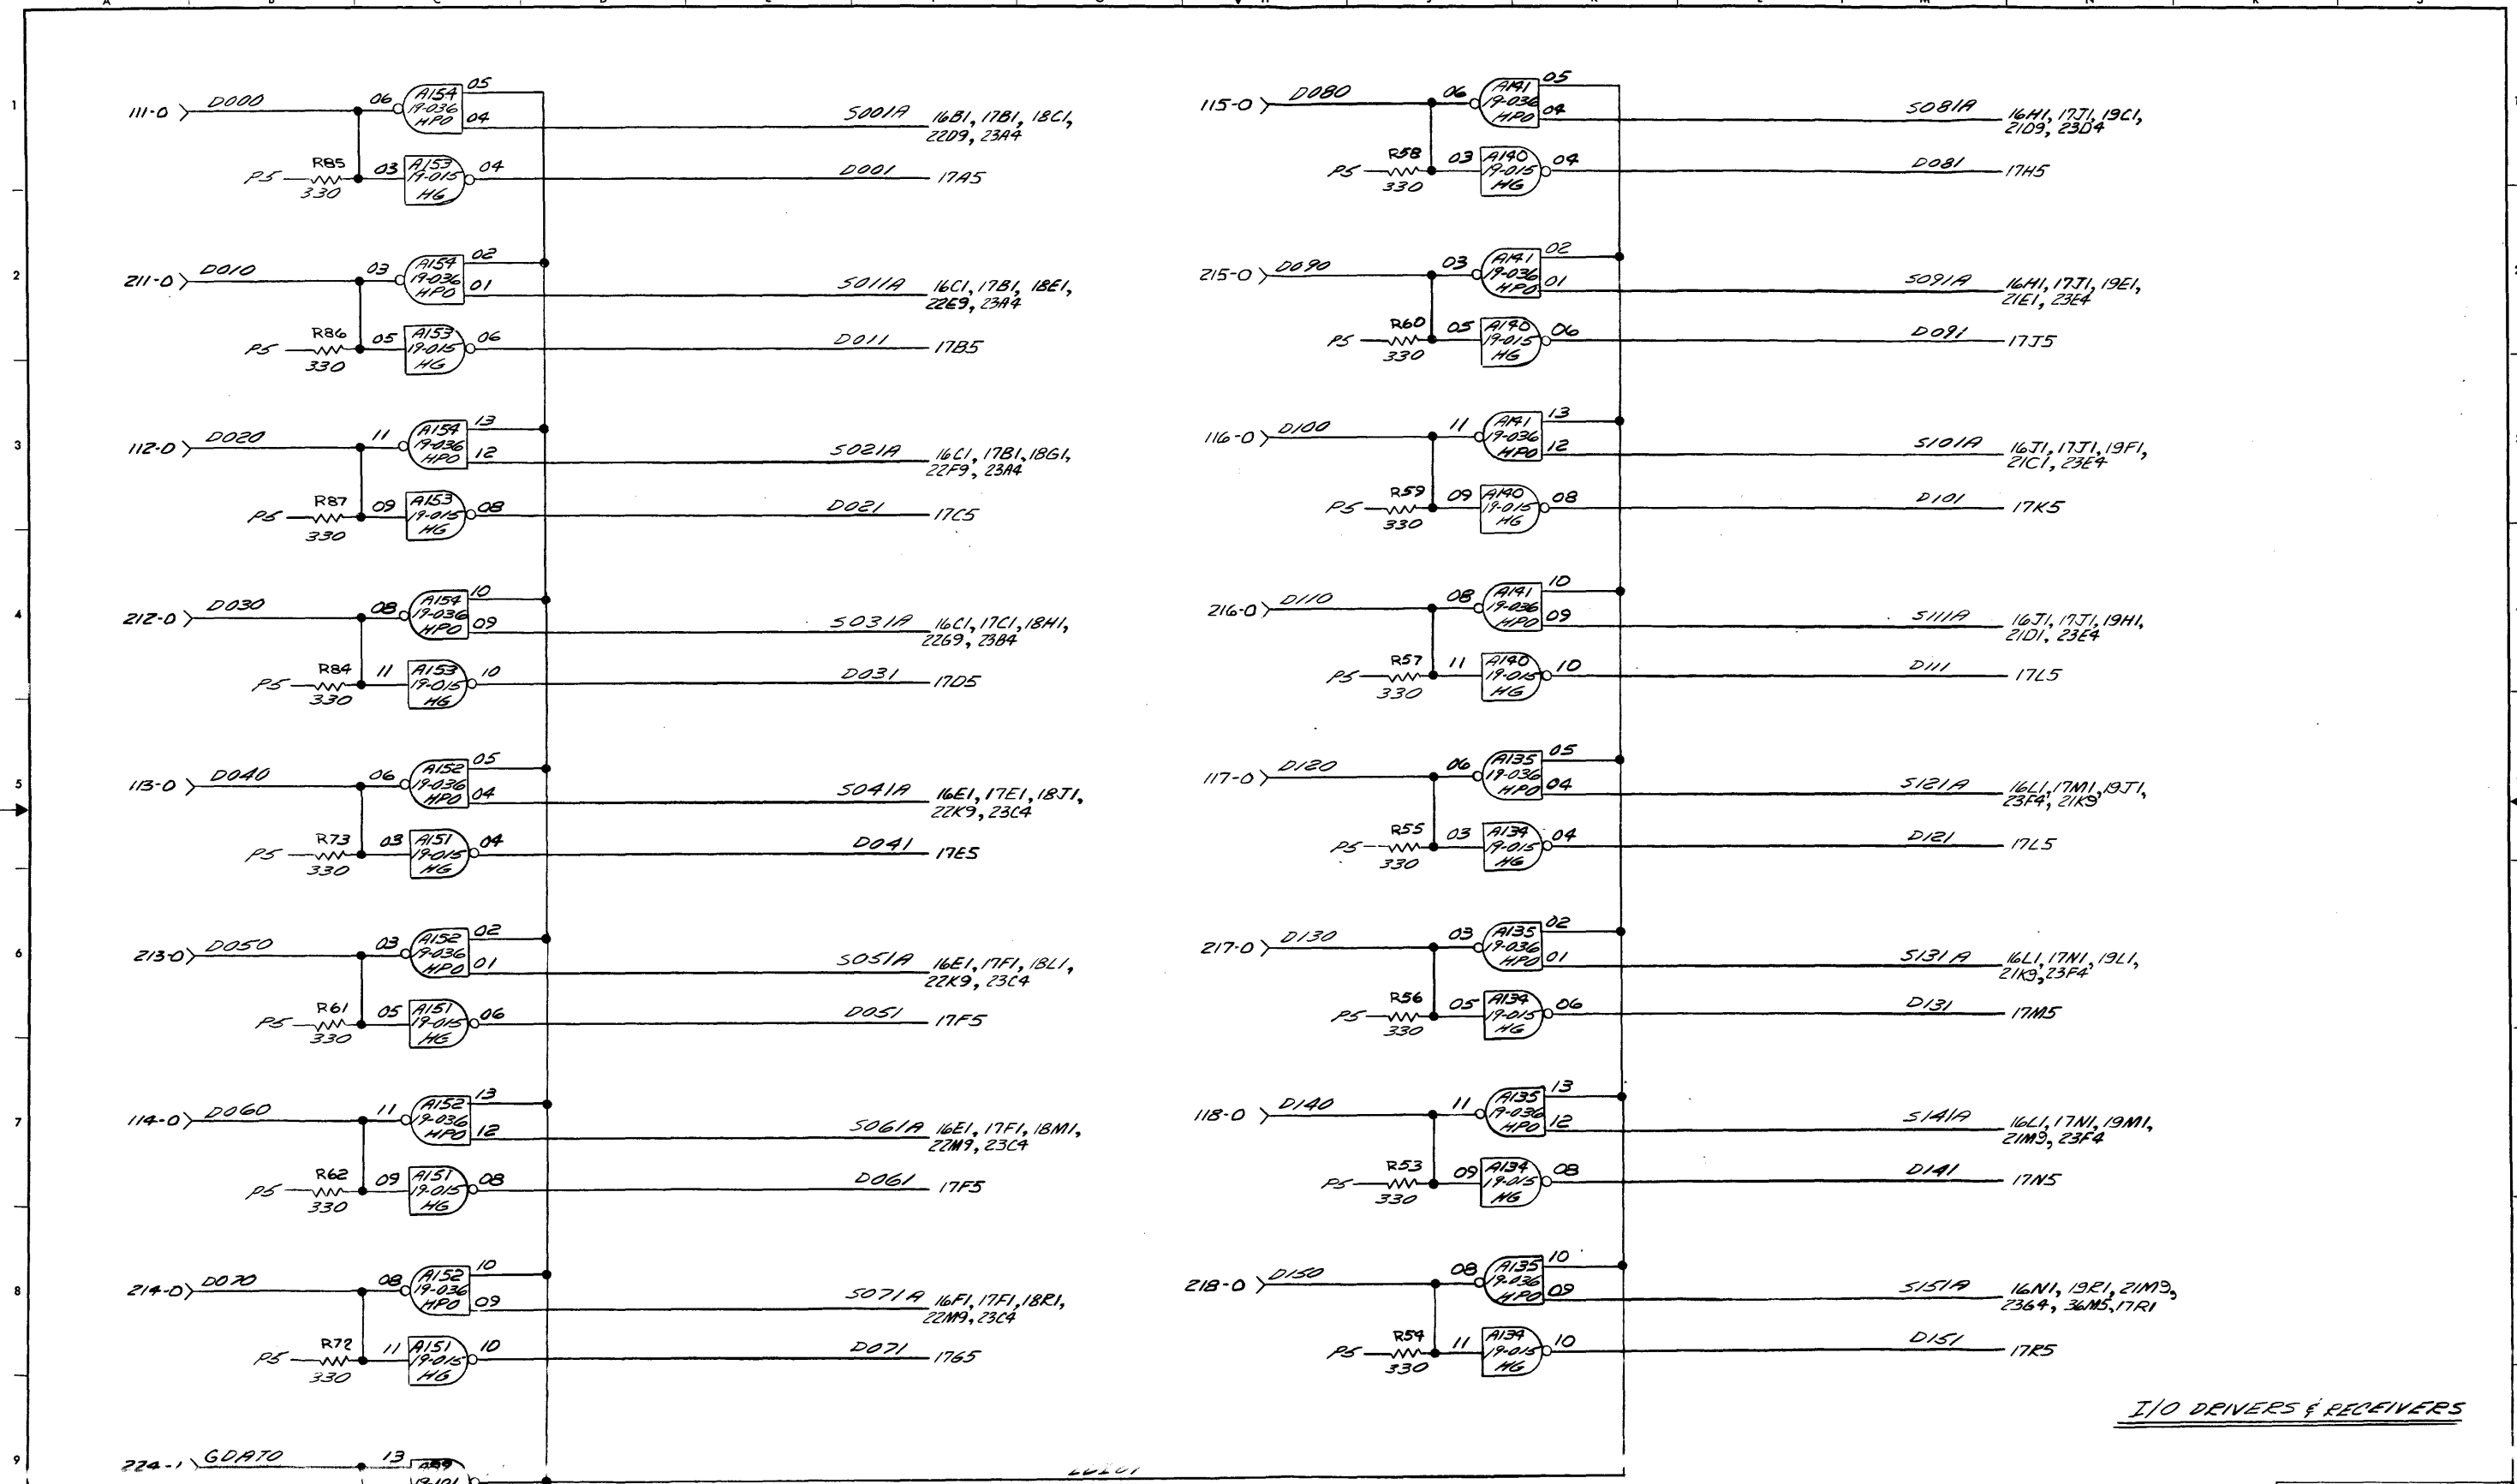 111-0 D000 06 A154 19-036 HPO 05 04 S001A 16B1, 17B1, 18C1,
22D9, 23A4
P5 R85 330 03 A153 19-015 HG 04 D001 17A5
211-0 D010 03 A154 19-036 HPO 02 01 S011A 16C1, 17B1, 18E1,
22E9, 23A4
P5 R86 330 05 A153 19-015 HG 06 D011 17B5
112-0 D020 11 A154 19-036 HPO 13 12 S021A 16C1, 17B1, 18G1,
22F9, 23A4
P5 R87 330 09 A153 19-015 HG 08 D021 17C5
212-0 D030 08 A154 19-036 HPO 10 09 S031A 16C1, 17C1, 18H1,
22G9, 23B4
P5 R84 330 11 A153 19-015 HG 10 D031 17D5
113-0 D040 06 A152 19-036 HPO 05 04 S041A 16E1, 17E1, 18J1,
22K9, 23C4
P5 R73 330 03 A151 19-015 HG 04 D041 17E5
213-0 D050 03 A152 19-036 HPO 02 01 S051A 16E1, 17F1, 18L1,
22K9, 23C4
P5 R61 330 05 A151 19-015 HG 06 D051 17F5
114-0 D060 11 A152 19-036 HPO 13 12 S061A 16E1, 17F1, 18M1,
22M9, 23C4
P5 R62 330 09 A151 19-015 HG 08 D061 17F5
214-0 D070 08 A152 19-036 HPO 10 09 S071A 16F1, 17F1, 18R1,
22M9, 23C4
P5 R72 330 11 A151 19-015 HG 10 D071 17G5
224-1 GDAT0 13
115-0 D080 06 A141 19-036 HPO 05 04 S081A 16H1, 17J1, 19C1,
21D9, 23D4
P5 R58 330 03 A140 19-015 HG 04 D081 17H5
215-0 D090 03 A141 19-036 HPO 02 01 S091A 16H1, 17J1, 19E1,
21E1, 23E4
P5 R60 330 05 A140 19-015 HG 06 D091 17J5
116-0 D100 11 A141 19-036 HPO 13 12 S101A 16J1, 17J1, 19F1,
21C1, 23E4
P5 R59 330 09 A140 19-015 HG 08 D101 17K5
216-0 D110 08 A141 19-036 HPO 10 09 S111A 16J1, 17J1, 19H1,
21D1, 23E4
P5 R57 330 11 A140 19-015 HG 10 D111 17L5
117-0 D120 06 A135 19-036 HPO 05 04 S121A 16L1, 17M1, 19J1,
23F4, 21K9
P5 R55 330 03 A134 19-015 HG 04 D121 17L5
217-0 D130 03 A135 19-036 HPO 02 01 S131A 16L1, 17N1, 19L1,
21K9, 23F4
P5 R56 330 05 A134 19-015 HG 06 D131 17M5
118-0 D140 11 A135 19-036 HPO 13 12 S141A 16L1, 17N1, 19M1,
21M9, 23F4
P5 R53 330 09 A134 19-015 HG 08 D141 17N5
218-0 D150 08 A135 19-036 HPO 10 09 S151A 16N1, 19R1, 21M9,
23G4, 36M5, 17R1
P5 R54 330 11 A134 19-015 HG 10 D151 17R5
I/O DRIVERS & RECEIVERS
1
2
3
4
5
6
7
8
9